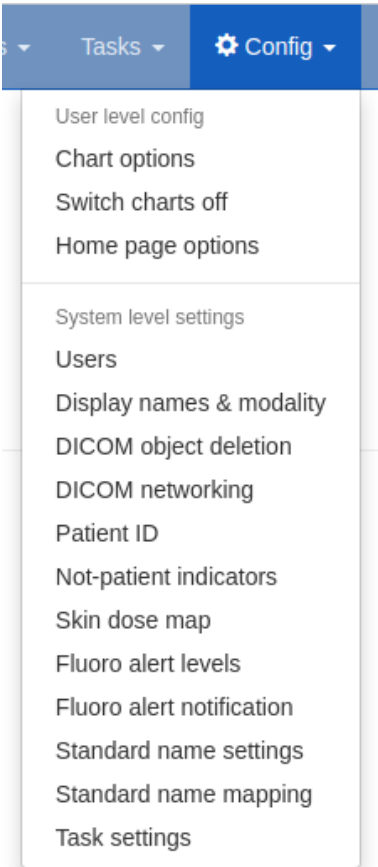 s
Tasks
Config
User level config
Chart options
Switch charts off
Home page options
System level settings
Users
Display names & modality
DICOM object deletion
DICOM networking
Patient ID
Not-patient indicators
Skin dose map
Fluoro alert levels
Fluoro alert notification
Standard name settings
Standard name mapping
Task settings